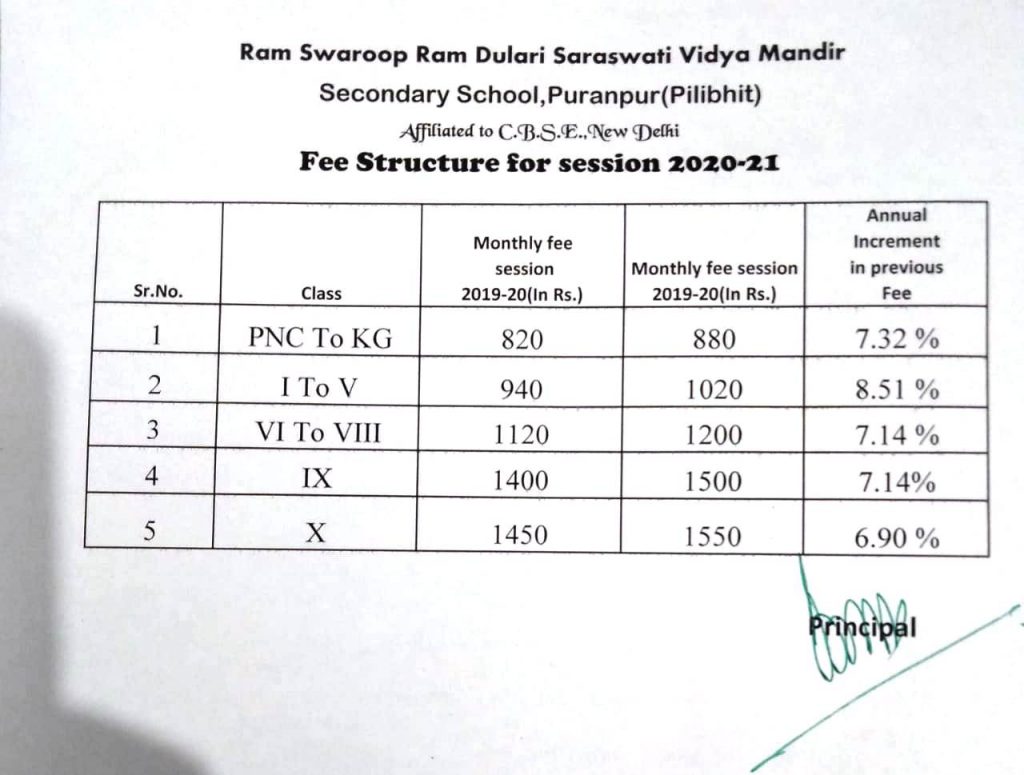 Ram Swaroop Ram Dulari Saraswati Vidya Mandir
Secondary School,Puranpur(Pilibhit)
Affiliated to C.B.S.E.,New Delhi
Fee Structure for session 2020-21
Sr.No. Class Monthly fee session 2019-20(In Rs.) Monthly fee session 2019-20(In Rs.) Annual Increment in previous Fee
1 PNC To KG 820 880 7.32 %
2 I To V 940 1020 8.51 %
3 VI To VIII 1120 1200 7.14 %
4 IX 1400 1500 7.14%
5 X 1450 1550 6.90 %
Principal